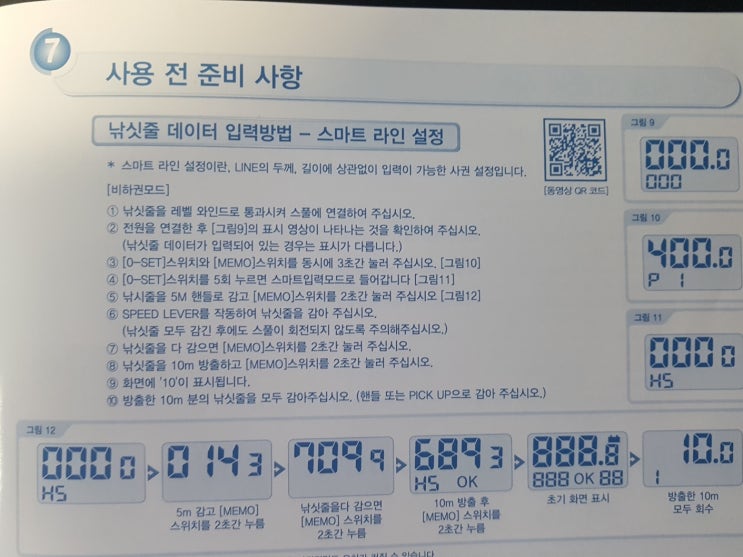 7
사용 전 준비 사항
낚싯줄 데이터 입력방법 – 스마트 라인 설정
* 스마트 라인 설정이란, LINE의 두께, 길이에 상관없이 입력이 가능한 사권 설정입니다.
[동영상 QR 코드]
[비하권모드]
① 낚싯줄을 레벨 와인드로 통과시켜 스풀에 연결하여 주십시오.
② 전원을 연결한 후 [그림9]의 표시 영상이 나타나는 것을 확인하여 주십시오.
(낚싯줄 데이터가 입력되어 있는 경우는 표시가 다릅니다.)
③ [0-SET]스위치와 [MEMO]스위치를 동시에 3초간 눌러 주십시오. [그림10]
④ [0-SET]스위치를 5회 누르면 스마트입력모드로 들어갑니다 [그림11]
⑤ 낚시줄을 5M 핸들로 감고 [MEMO]스위치를 2초간 눌러 주십시오 [그림12]
⑥ SPEED LEVER를 작동하여 낚싯줄을 감아 주십시오.
(낚싯줄 모두 감긴 후에도 스풀이 회전되지 않도록 주의해주십시오.)
⑦ 낚싯줄을 다 감으면 [MEMO]스위치를 2초간 눌러 주십시오.
⑧ 낚싯줄을 10m 방출하고 [MEMO]스위치를 2초간 눌러 주십시오.
⑨ 화면에 '10'이 표시됩니다.
⑩ 방출한 10m 분의 낚싯줄을 모두 감아주십시오. (핸들 또는 PICK UP으로 감아 주십시오.)
그림 9
000.0
000
그림 10
400.0
P 1
그림 11
000 0
HS
그림 12
000 0
HS
0 14 3
5m 감고 [MEMO]
스위치를 2초간 누름
709 9
낚싯줄을다 감으면
[MEMO] 스위치를
2초간 누름
689 3
HS OK
10m 방출 후
[MEMO] 스위치를
2초간 누름
888.8
888 OK 88
초기 화면 표시
10.0
1
방출한 10m
모두 회수